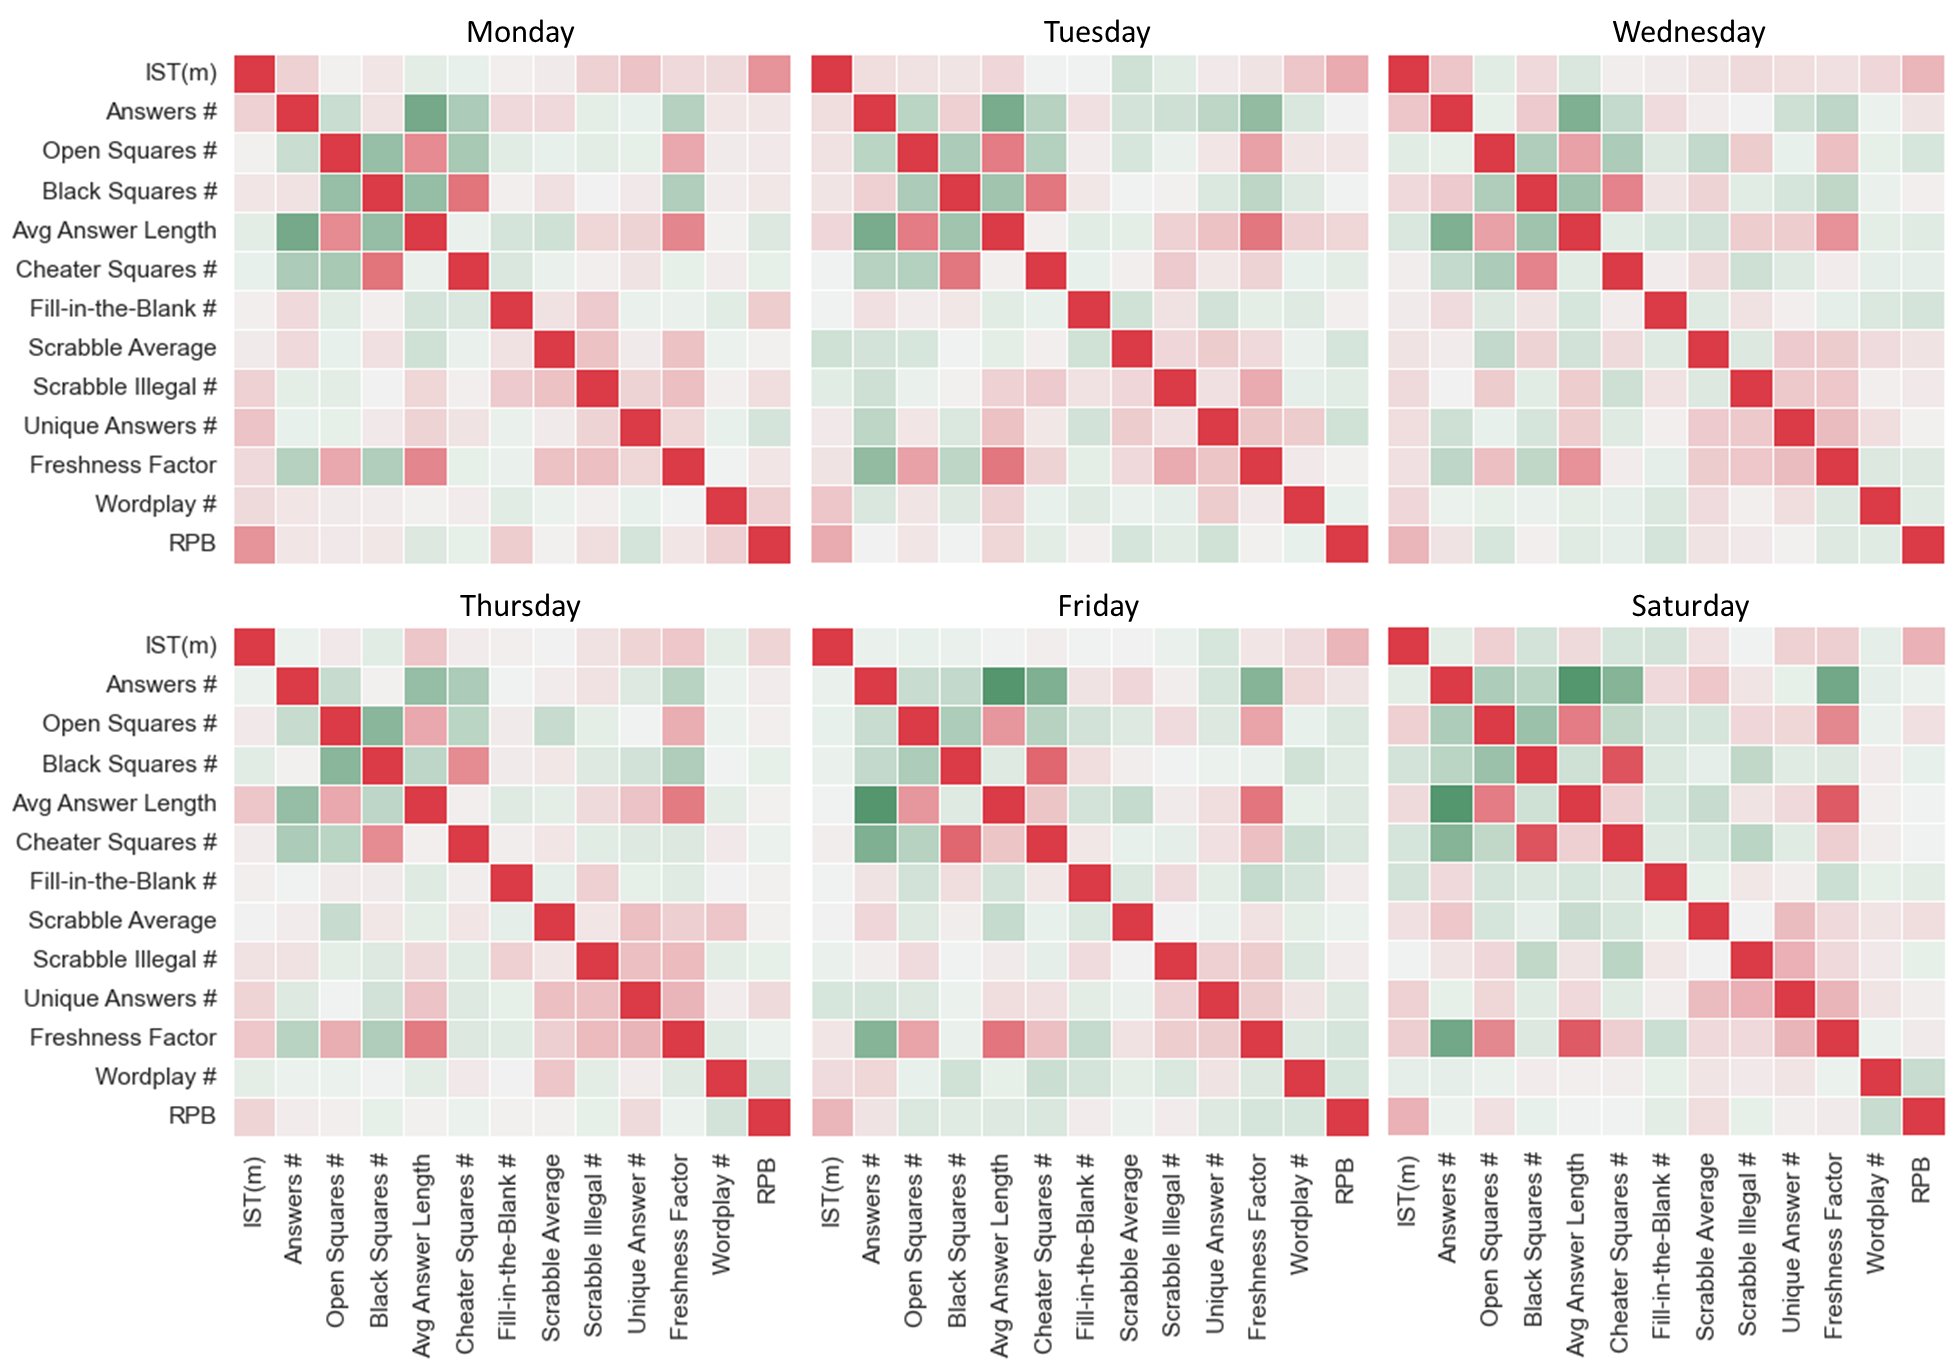 Monday
Tuesday
Wednesday
IST(m)
Answers #
Open Squares #
Black Squares #
Avg Answer Length
Cheater Squares #
Fill-in-the-Blank #
Scrabble Average
Scrabble Illegal #
Unique Answers #
Freshness Factor
Wordplay #
RPB
Thursday
Friday
Saturday
IST(m)
Answers #
Open Squares #
Black Squares #
Avg Answer Length
Cheater Squares #
Fill-in-the-Blank #
Scrabble Average
Scrabble Illegal #
Unique Answers #
Freshness Factor
Wordplay #
RPB
IST(m)
Answers #
Open Squares #
Black Squares #
Avg Answer Length
Cheater Squares #
Fill-in-the-Blank #
Scrabble Average
Scrabble Illegal #
Unique Answer #
Freshness Factor
Wordplay #
RPB
IST(m)
Answers #
Open Squares #
Black Squares #
Avg Answer Length
Cheater Squares #
Fill-in-the-Blank #
Scrabble Average
Scrabble Illegal #
Unique Answer #
Freshness Factor
Wordplay #
RPB
IST(m)
Answers #
Open Squares #
Black Squares #
Avg Answer Length
Cheater Squares #
Fill-in-the-Blank #
Scrabble Average
Scrabble Illegal #
Unique Answer #
Freshness Factor
Wordplay #
RPB